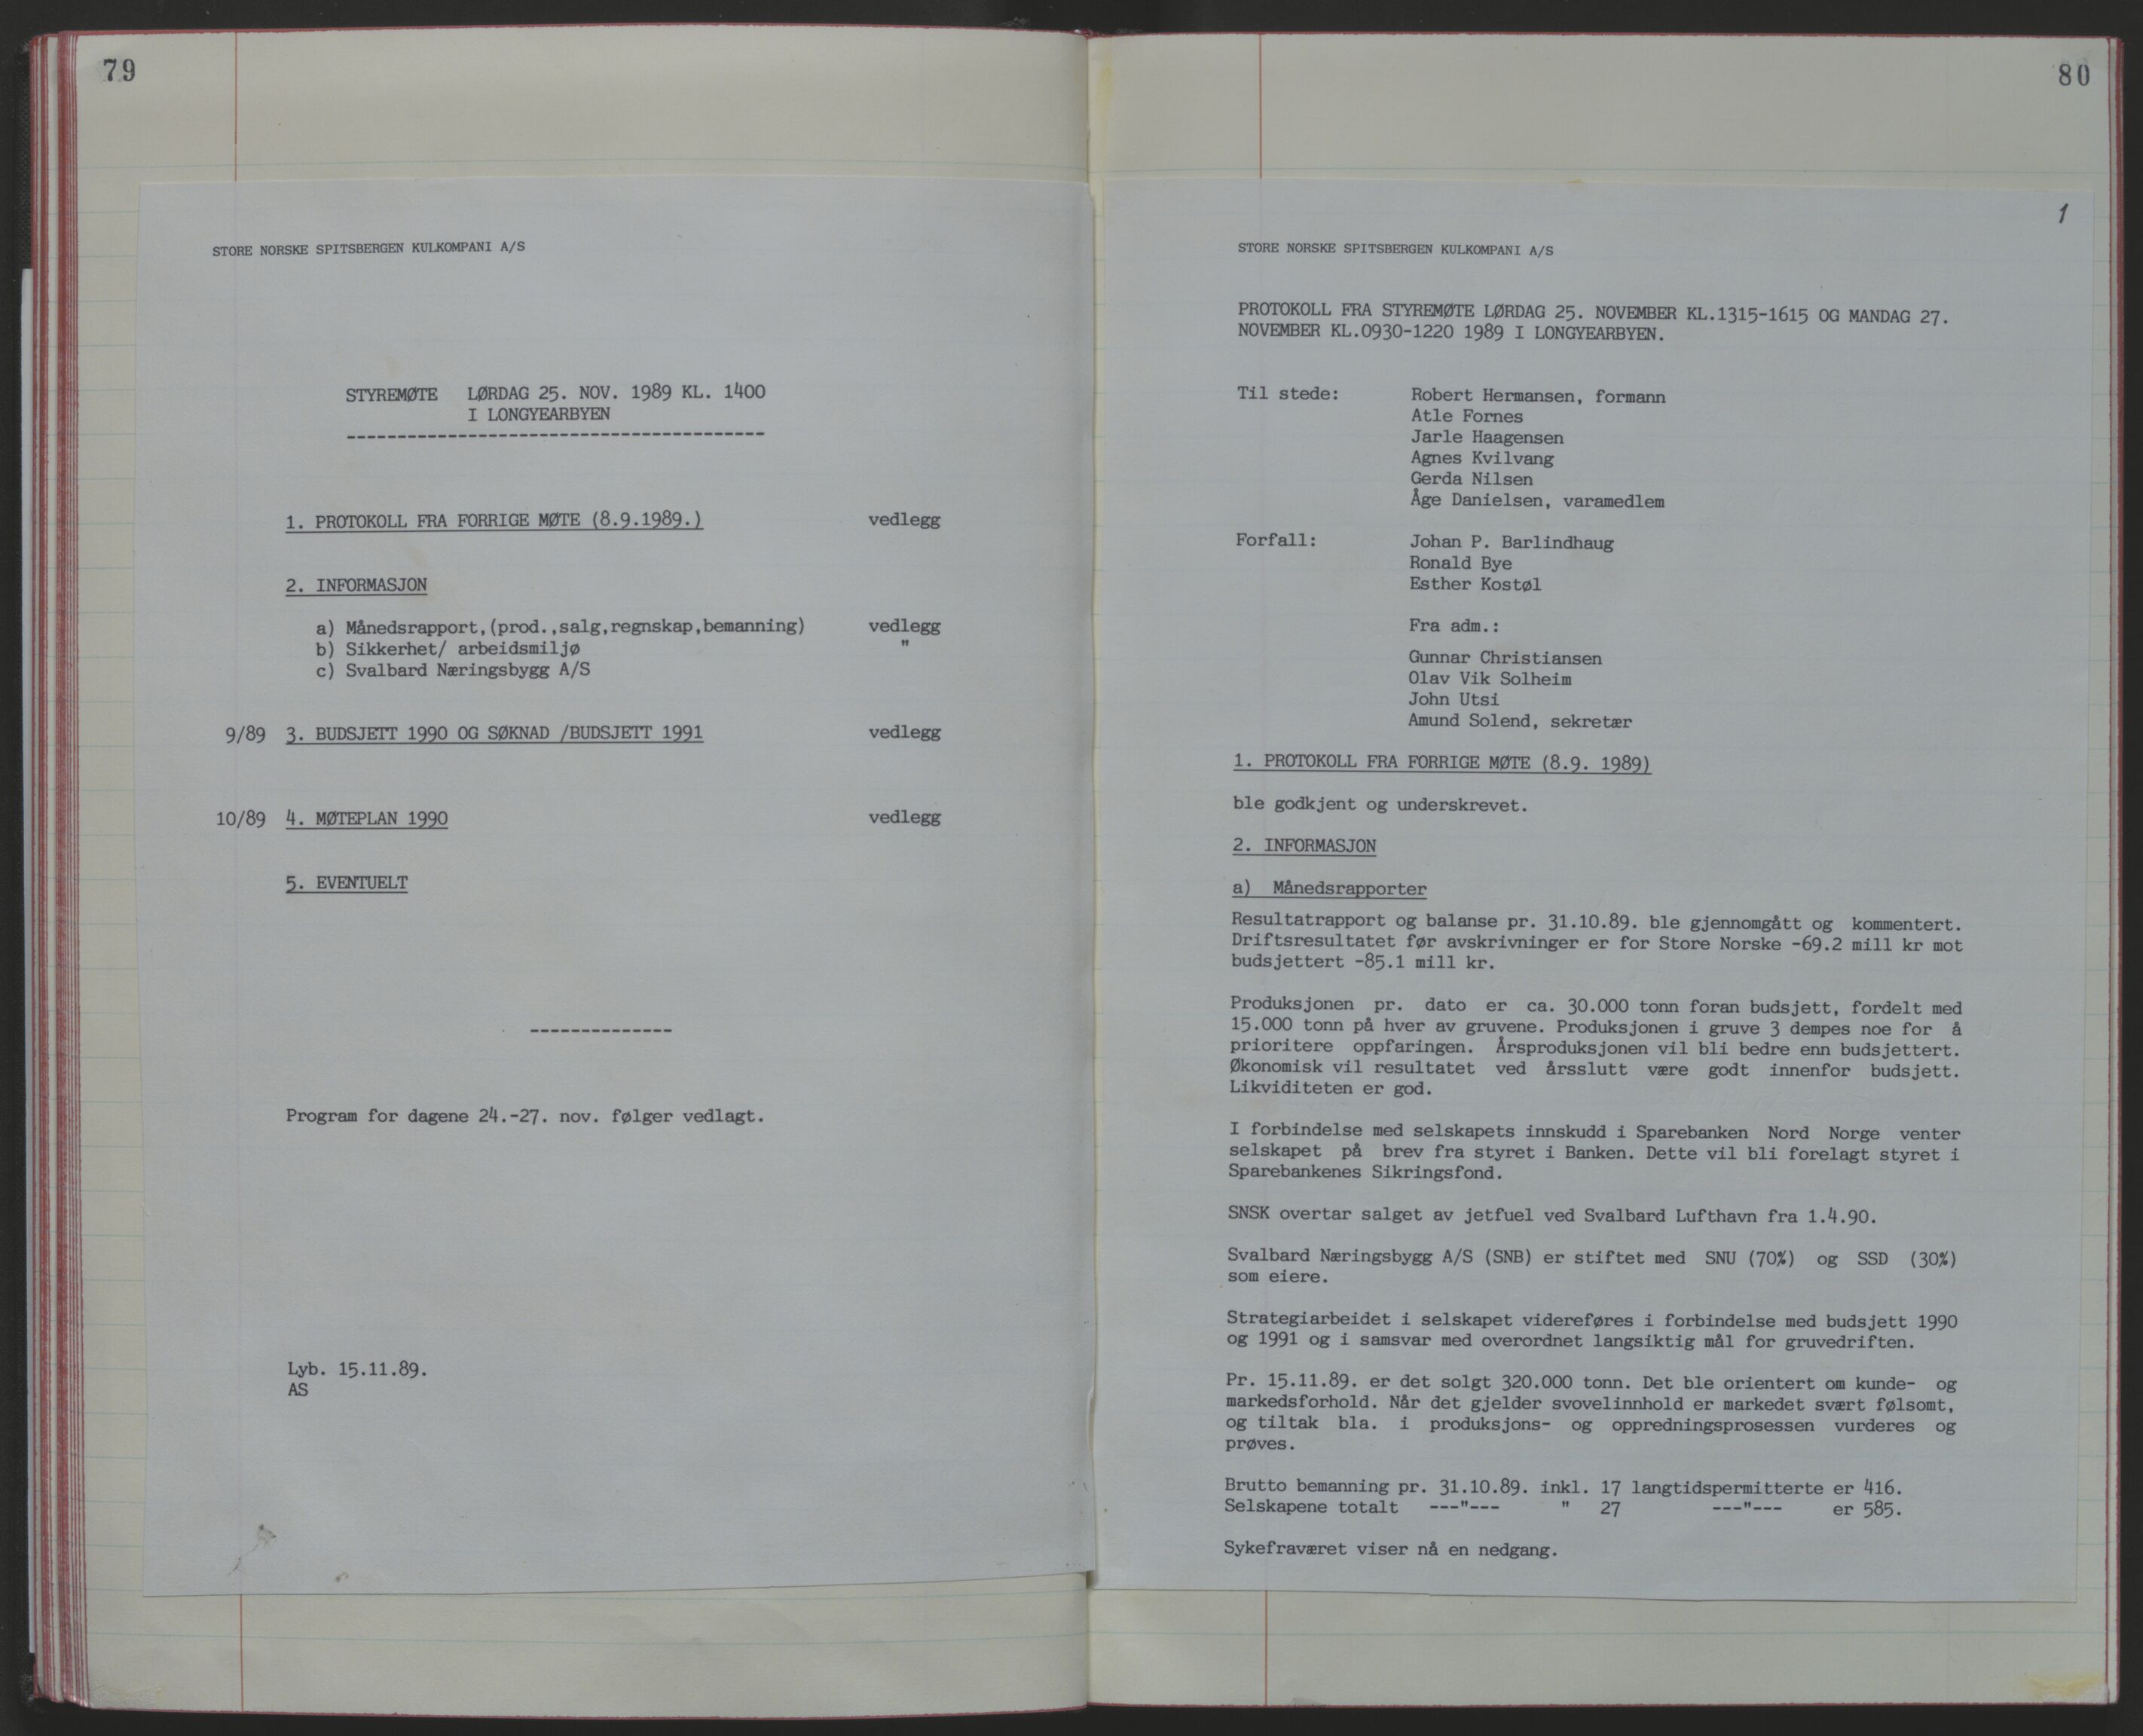 79
STORE NORSKE SPITSBERGEN KULKOMPANI A/S
STYREMØTE LØRDAG 25. NOV. 1989 KL. 1400
I LONGYEARBYEN
-----------------------------------------
1. PROTOKOLL FRA FORRIGE MØTE (8.9.1989.) vedlegg
2. INFORMASJON
a) Månedsrapport,(prod.,salg,regnskap,bemanning) vedlegg
b) Sikkerhet/ arbeidsmiljø "
c) Svalbard Næringsbygg A/S
9/89 3. BUDSJETT 1990 OG SØKNAD /BUDSJETT 1991 vedlegg
10/89 4. MØTEPLAN 1990 vedlegg
5. EVENTUELT
--------------
Program for dagene 24.-27. nov. følger vedlagt.
Lyb. 15.11.89.
AS
80
1
STORE NORSKE SPITSBERGEN KULKOMPANI A/S
PROTOKOLL FRA STYREMØTE LØRDAG 25. NOVEMBER KL.1315-1615 OG MANDAG 27.
NOVEMBER KL.0930-1220 1989 I LONGYEARBYEN.
Til stede: Robert Hermansen, formann
Atle Fornes
Jarle Haagensen
Agnes Kvilvang
Gerda Nilsen
Åge Danielsen, varamedlem
Forfall: Johan P. Barlindhaug
Ronald Bye
Esther Kostøl
Fra adm.:
Gunnar Christiansen
Olav Vik Solheim
John Utsi
Amund Solend, sekretær
1. PROTOKOLL FRA FORRIGE MØTE (8.9. 1989)
ble godkjent og underskrevet.
2. INFORMASJON
a) Månedsrapporter
Resultatrapport og balanse pr. 31.10.89. ble gjennomgått og kommentert.
Driftsresultatet før avskrivninger er for Store Norske -69.2 mill kr mot
budsjettert -85.1 mill kr.
Produksjonen pr. dato er ca. 30.000 tonn foran budsjett, fordelt med
15.000 tonn på hver av gruvene. Produksjonen i gruve 3 dempes noe for å
prioritere oppfaringen. Årsproduksjonen vil bli bedre enn budsjettert.
Økonomisk vil resultatet ved årsslutt være godt innenfor budsjett.
Likviditeten er god.
I forbindelse med selskapets innskudd i Sparebanken Nord Norge venter
selskapet på brev fra styret i Banken. Dette vil bli forelagt styret i
Sparebankenes Sikringsfond.
SNSK overtar salget av jetfuel ved Svalbard Lufthavn fra 1.4.90.
Svalbard Næringsbygg A/S (SNB) er stiftet med SNU (70%) og SSD (30%)
som eiere.
Strategiarbeidet i selskapet videreføres i forbindelse med budsjett 1990
og 1991 og i samsvar med overordnet langsiktig mål for gruvedriften.
Pr. 15.11.89. er det solgt 320.000 tonn. Det ble orientert om kunde- og
markedsforhold. Når det gjelder svovelinnhold er markedet svært følsomt,
og tiltak bla. i produksjons- og oppredningsprosessen vurderes og
prøves.
Brutto bemanning pr. 31.10.89. inkl. 17 langtidspermitterte er 416.
Selskapene totalt ---"--- " 27 ---"--- er 585.
Sykefraværet viser nå en nedgang.